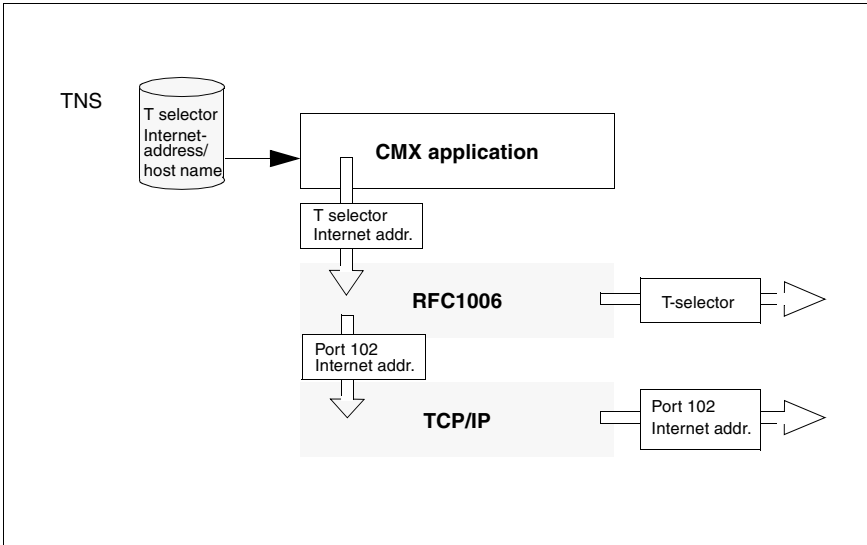 TNS
T selector
Internet-
address/
host name
CMX application
T selector
Internet addr.
RFC1006
T-selector
Port 102
Internet addr.
TCP/IP
Port 102
Internet addr.